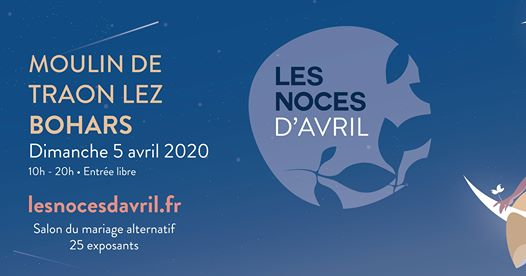 MOULIN DE
TRAON LEZ
BOHARS
Dimanche 5 avril 2020
10h - 20h • Entrée libre
lesnocesdavril.fr
Salon du mariage alternatif
25 exposants
LES
NOCES
D'AVRIL